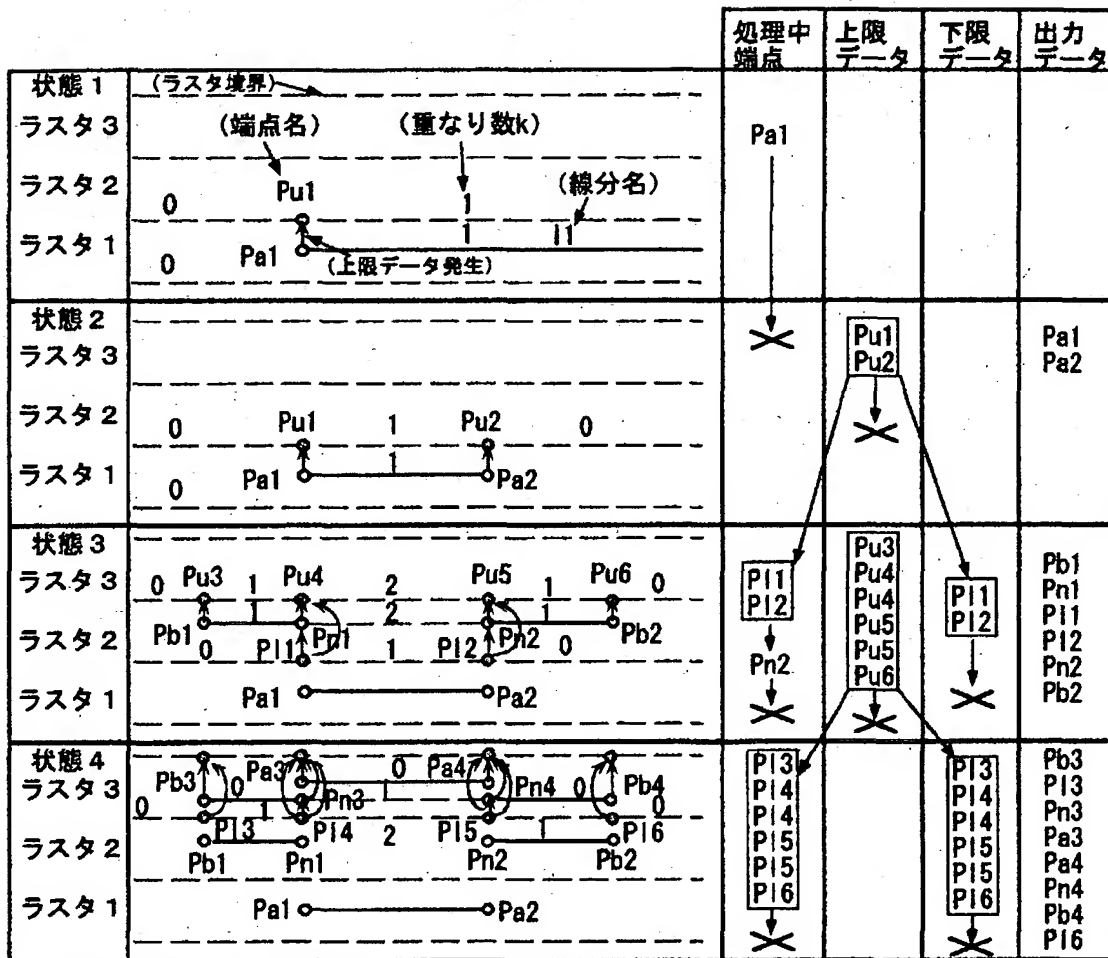 処理中端点 上限データ 下限データ 出力データ
状態1 (ラスタ境界)
ラスタ3 (端点名) (重なり数k) Pa1
ラスタ2 0 Pu1 1 (線分名)
ラスタ1 0 Pa1 (上限データ発生) 1 l1
状態2
ラスタ3
ラスタ2 0 Pu1 1 Pu2 0
ラスタ1 0 Pa1 1 Pa2
Pu1
Pu2
Pa1
Pa2
状態3
ラスタ3 0 Pu3 1 Pu4 2 Pu5 1 Pu6 0
ラスタ2 Pb1 1 Pn1 2 Pn2 1 Pb2
0 Pl1 1 Pl2 0
ラスタ1 Pa1 Pa2
Pl1
Pl2
Pn2
Pu3
Pu4
Pu4
Pu5
Pu5
Pu6
Pl1
Pl2
Pb1
Pn1
Pl1
Pl2
Pn2
Pb2
状態4
ラスタ3 Pb3 0 Pa3 0 Pa4 Pn4 0 Pb4
0 1 Pn3 1 0
ラスタ2 Pl3 Pl4 2 Pl5 1 Pl6
Pb1 Pn1 Pn2 Pb2
ラスタ1 Pa1 Pa2
Pl3
Pl4
Pl4
Pl5
Pl5
Pl6
Pl3
Pl4
Pl4
Pl5
Pl5
Pl6
Pb3
Pl3
Pn3
Pa3
Pa4
Pn4
Pb4
Pl6